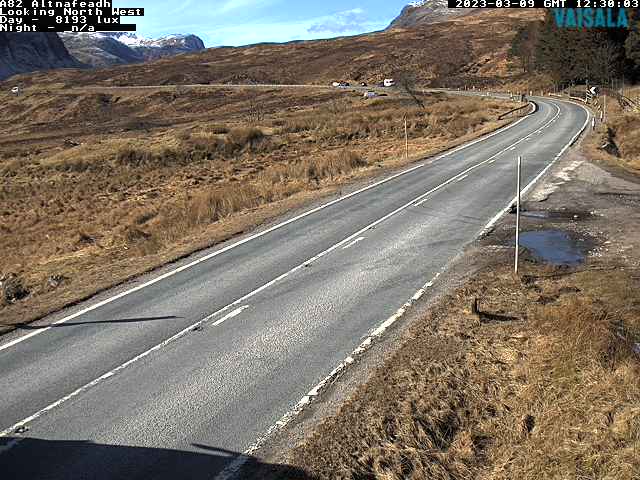 A82 Altnafeadh
Looking North West
Day - 8193 lux
Night - n/a
2023-03-09 GMT 12:30:03
VAISALA